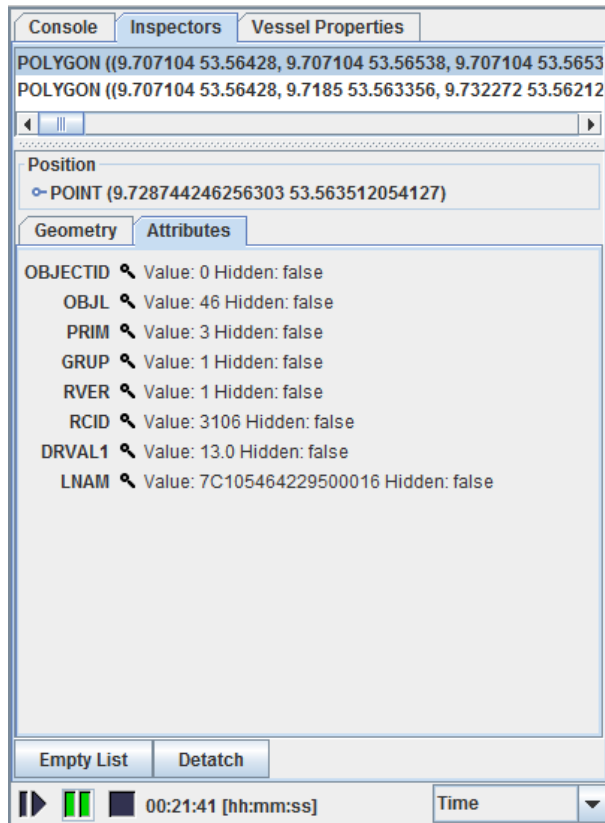 Console Inspectors Vessel Properties
POLYGON ((9.707104 53.56428, 9.707104 53.56538, 9.707104 53.5653
POLYGON ((9.707104 53.56428, 9.7185 53.563356, 9.732272 53.56212
Position
POINT (9.728744246256303 53.563512054127)
Geometry Attributes
OBJECTID Value: 0 Hidden: false
OBJL Value: 46 Hidden: false
PRIM Value: 3 Hidden: false
GRUP Value: 1 Hidden: false
RVER Value: 1 Hidden: false
RCID Value: 3106 Hidden: false
DRVAL1 Value: 13.0 Hidden: false
LNAM Value: 7C105464229500016 Hidden: false
Empty List Detatch
00:21:41 [hh:mm:ss] Time